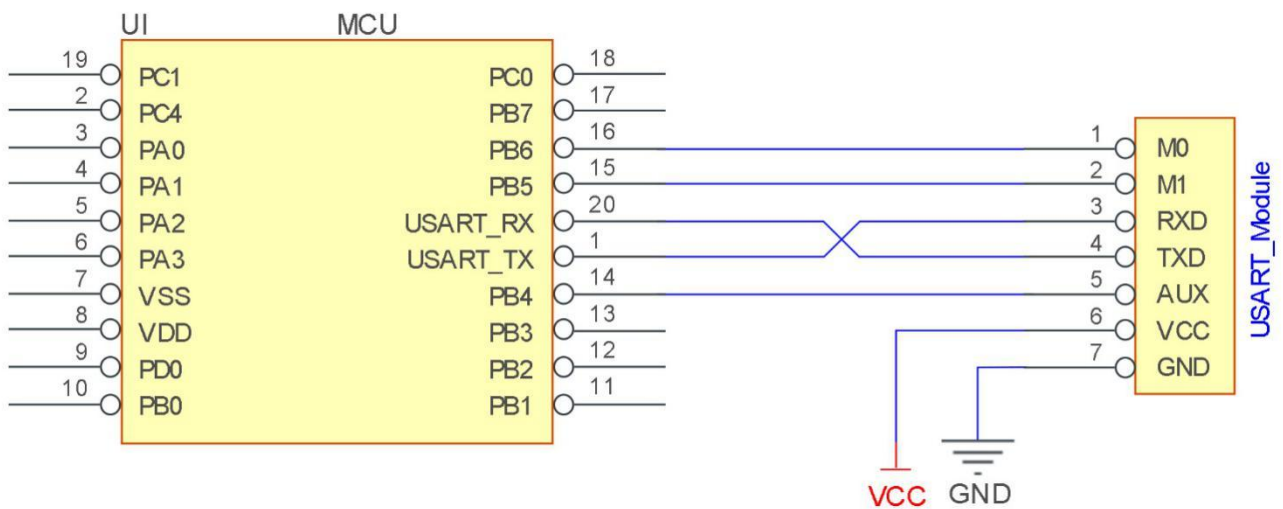 UI MCU
19 PC1 PC0 18
2 PC4 PB7 17
3 PA0 PB6 16 1 M0
4 PA1 PB5 15 2 M1
5 PA2 USART_RX 20 3 RXD
6 PA3 USART_TX 1 4 TXD
7 VSS PB4 14 5 AUX
8 VDD PB3 13 6 VCC
9 PD0 PB2 12 7 GND
10 PB0 PB1 11
USART_Module
VCC GND